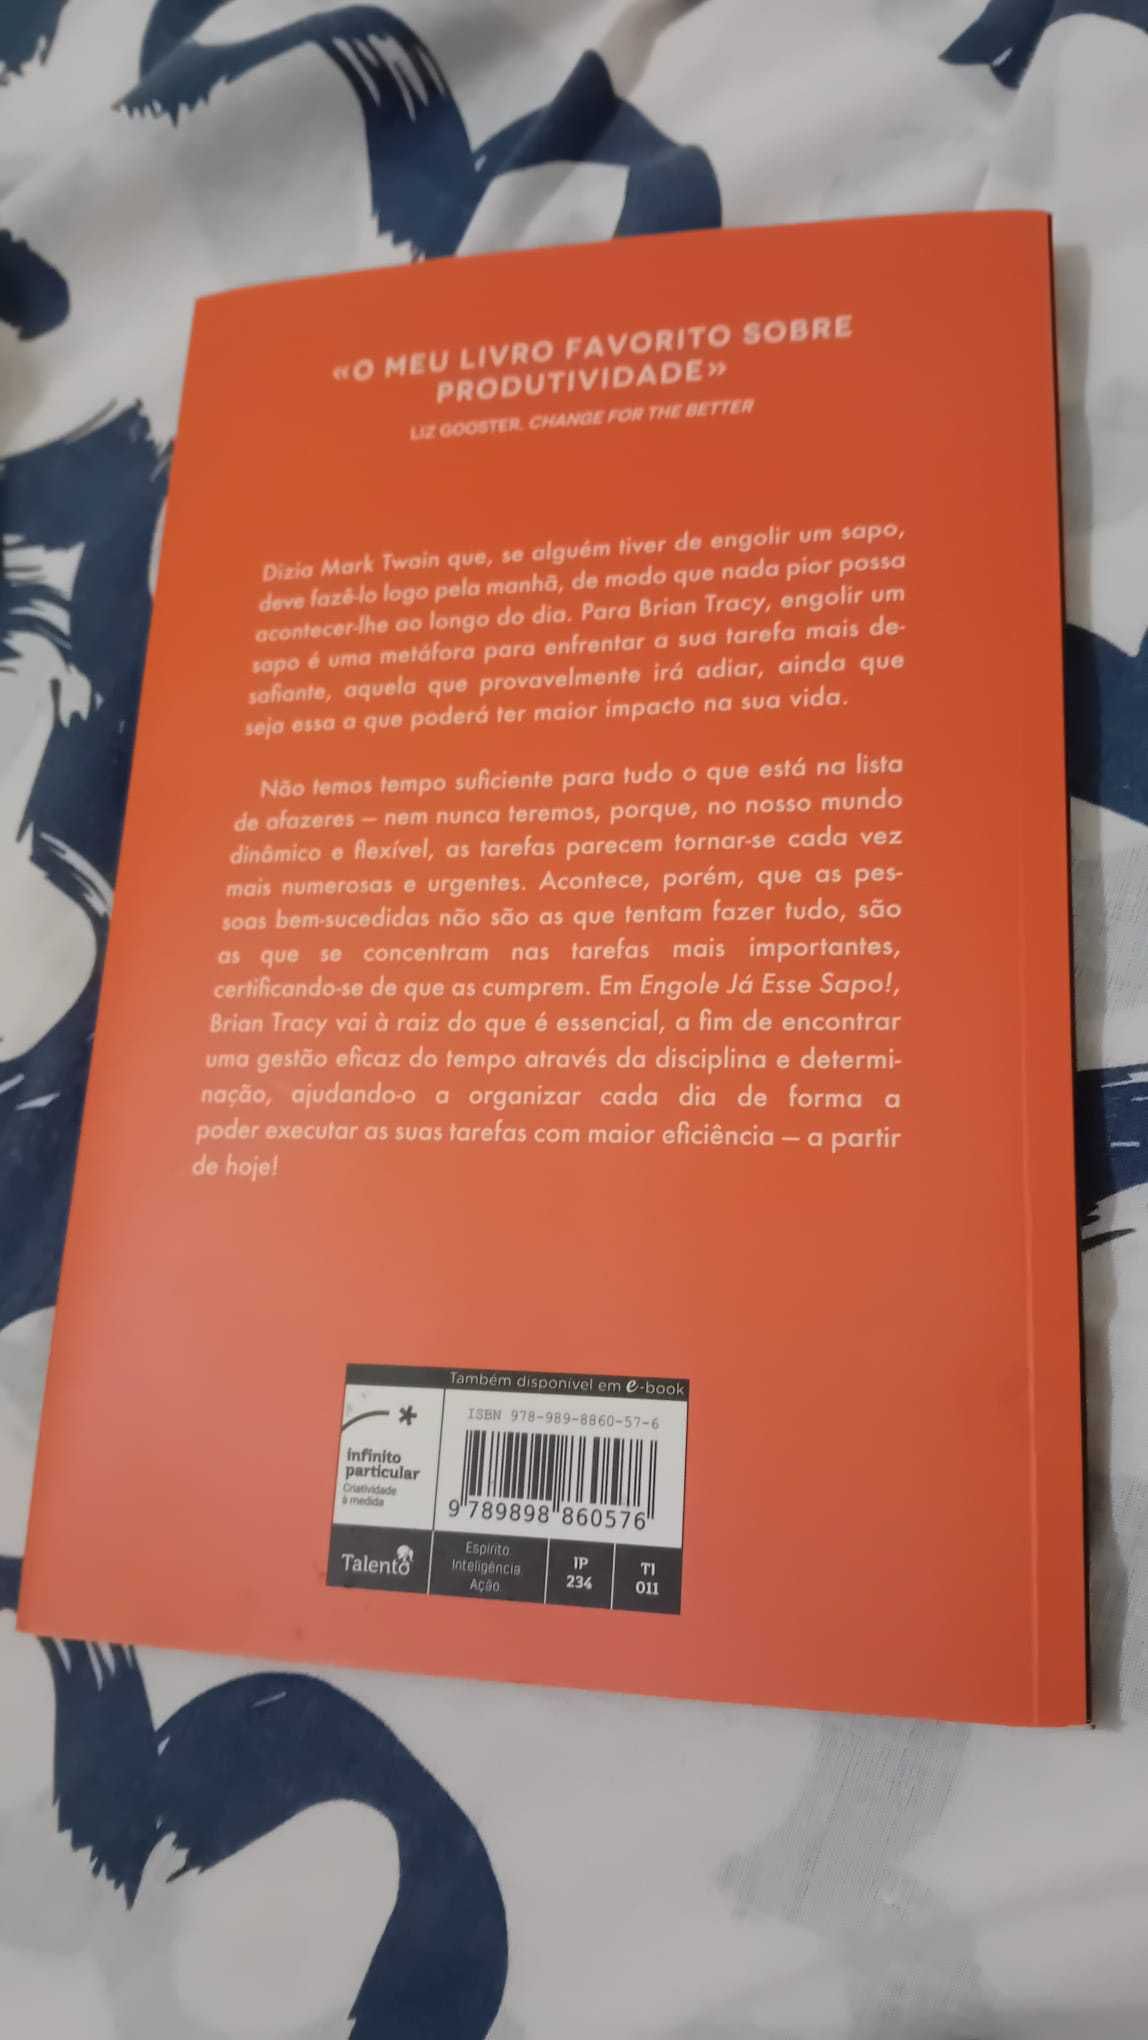 «O MEU LIVRO FAVORITO SOBRE
PRODUTIVIDADE»
LIZ GOOSTER, CHANGE FOR THE BETTER
Dizia Mark Twain que, se alguém tiver de engolir um sapo,
deve fazê-lo logo pela manhã, de modo que nada pior possa
acontecer-lhe ao longo do dia. Para Brian Tracy, engolir um
sapo é uma metáfora para enfrentar a sua tarefa mais de-
safiante, aquela que provavelmente irá adiar, ainda que
seja essa a que poderá ter maior impacto na sua vida.
Não temos tempo suficiente para tudo o que está na lista
de afazeres – nem nunca teremos, porque, no nosso mundo
dinâmico e flexível, as tarefas parecem tornar-se cada vez
mais numerosas e urgentes. Acontece, porém, que as pes-
soas bem-sucedidas não são as que tentam fazer tudo, são
as que se concentram nas tarefas mais importantes,
certificando-se de que as cumprem. Em Engole Já Esse Sapo!,
Brian Tracy vai à raiz do que é essencial, a fim de encontrar
uma gestão eficaz do tempo através da disciplina e determi-
nação, ajudando-o a organizar cada dia de forma a
poder executar as suas tarefas com maior eficiência – a partir
de hoje!
Também disponível em e-book
infinito
particular
Criatividade
à medida
ISBN 978-989-8860-57-6
9 789898 860576
Talento
Espírito.
Inteligência.
Ação.
IP
234
TI
011